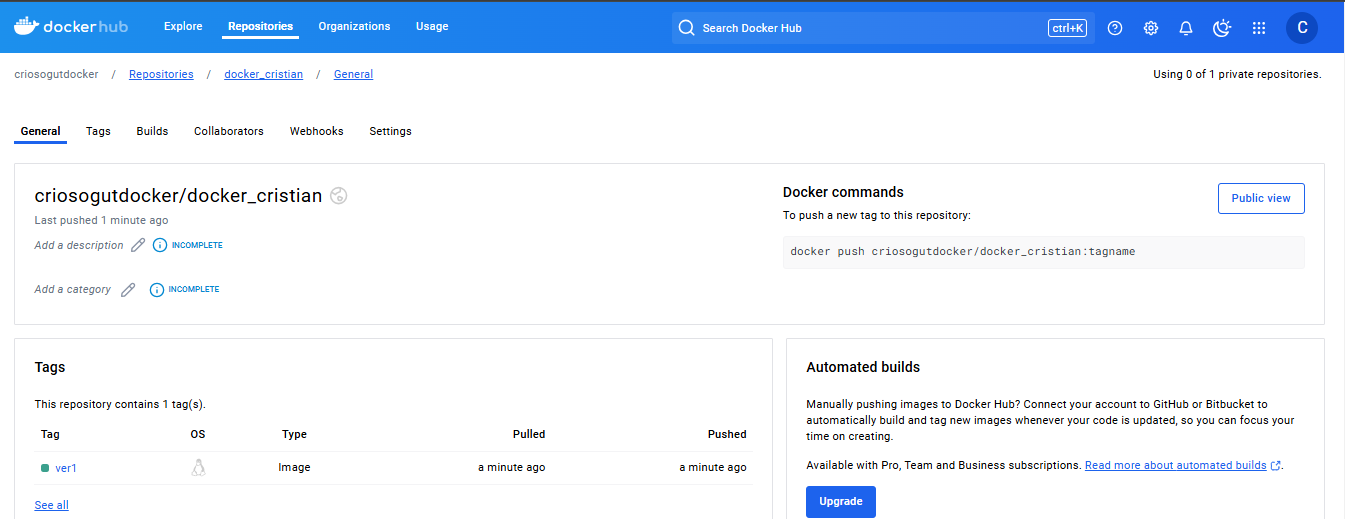 dockerhub Explore Repositories Organizations Usage Search Docker Hub ctrl+K C
criosogutdocker / Repositories / docker_cristian / General Using 0 of 1 private repositories.
General Tags Builds Collaborators Webhooks Settings
criosogutdocker/docker_cristian
Last pushed 1 minute ago
Add a description INCOMPLETE
Add a category INCOMPLETE
Docker commands
Public view
To push a new tag to this repository:
docker push criosogutdocker/docker_cristian:tagname
Tags
This repository contains 1 tag(s).
Tag OS Type Pulled Pushed
ver1 Image a minute ago a minute ago
See all
Automated builds
Manually pushing images to Docker Hub? Connect your account to GitHub or Bitbucket to
automatically build and tag new images whenever your code is updated, so you can focus your
time on creating.
Available with Pro, Team and Business subscriptions. Read more about automated builds .
Upgrade